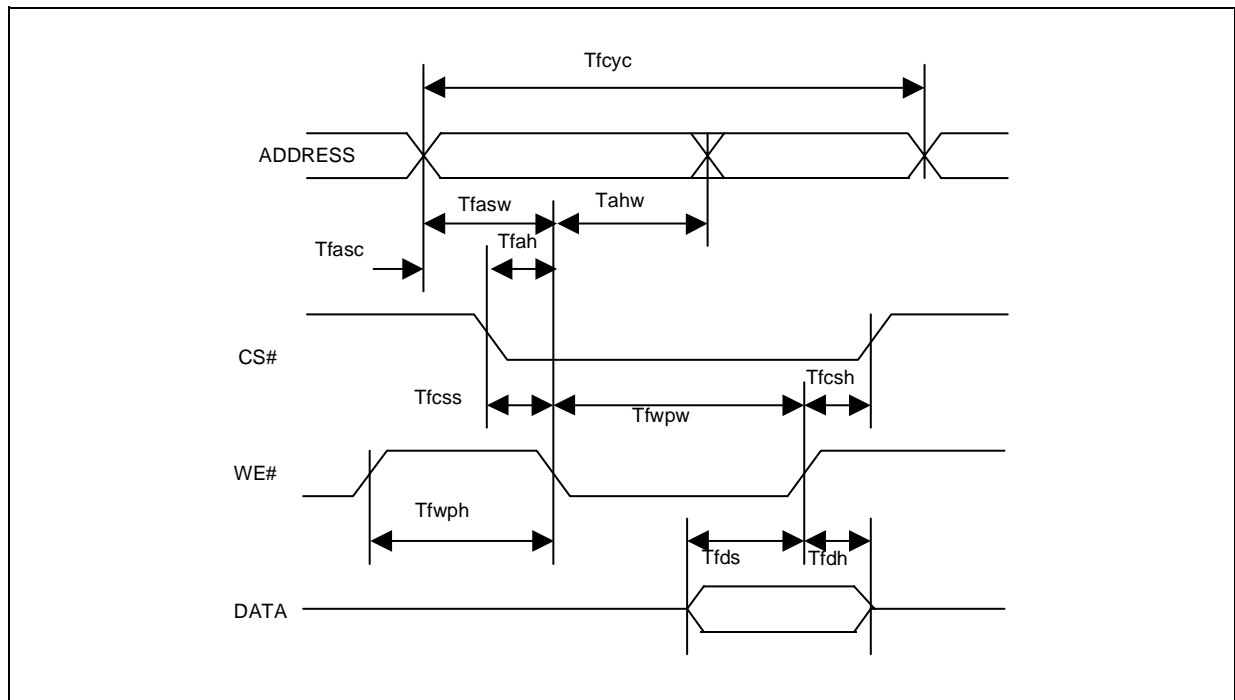 Tfcyc
ADDRESS
Tfasw
Tahw
Tfah
Tfasc
CS#
Tfcsh
Tfcss
Tfwpw
WE#
Tfwph
Tfds
Tfdh
DATA